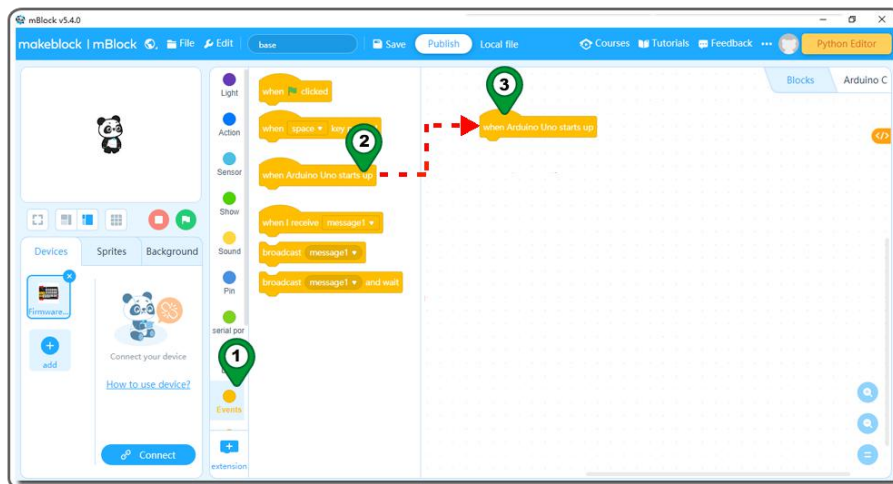 mBlock v5.4.0
makeblock | mBlock File Edit base Save Publish Local file Courses Tutorials Feedback ... Python Editor
Blocks Arduino C
Light
Action
Sensor
Show
Sound
Pin
serial por
Events
extension
when clicked
when space key
when Arduino Uno starts up
when I receive message1
broadcast message1
broadcast message1 and wait
1
2
3
when Arduino Uno starts up
Devices Sprites Background
Firmware...
add
Connect your device
How to use device?
Connect